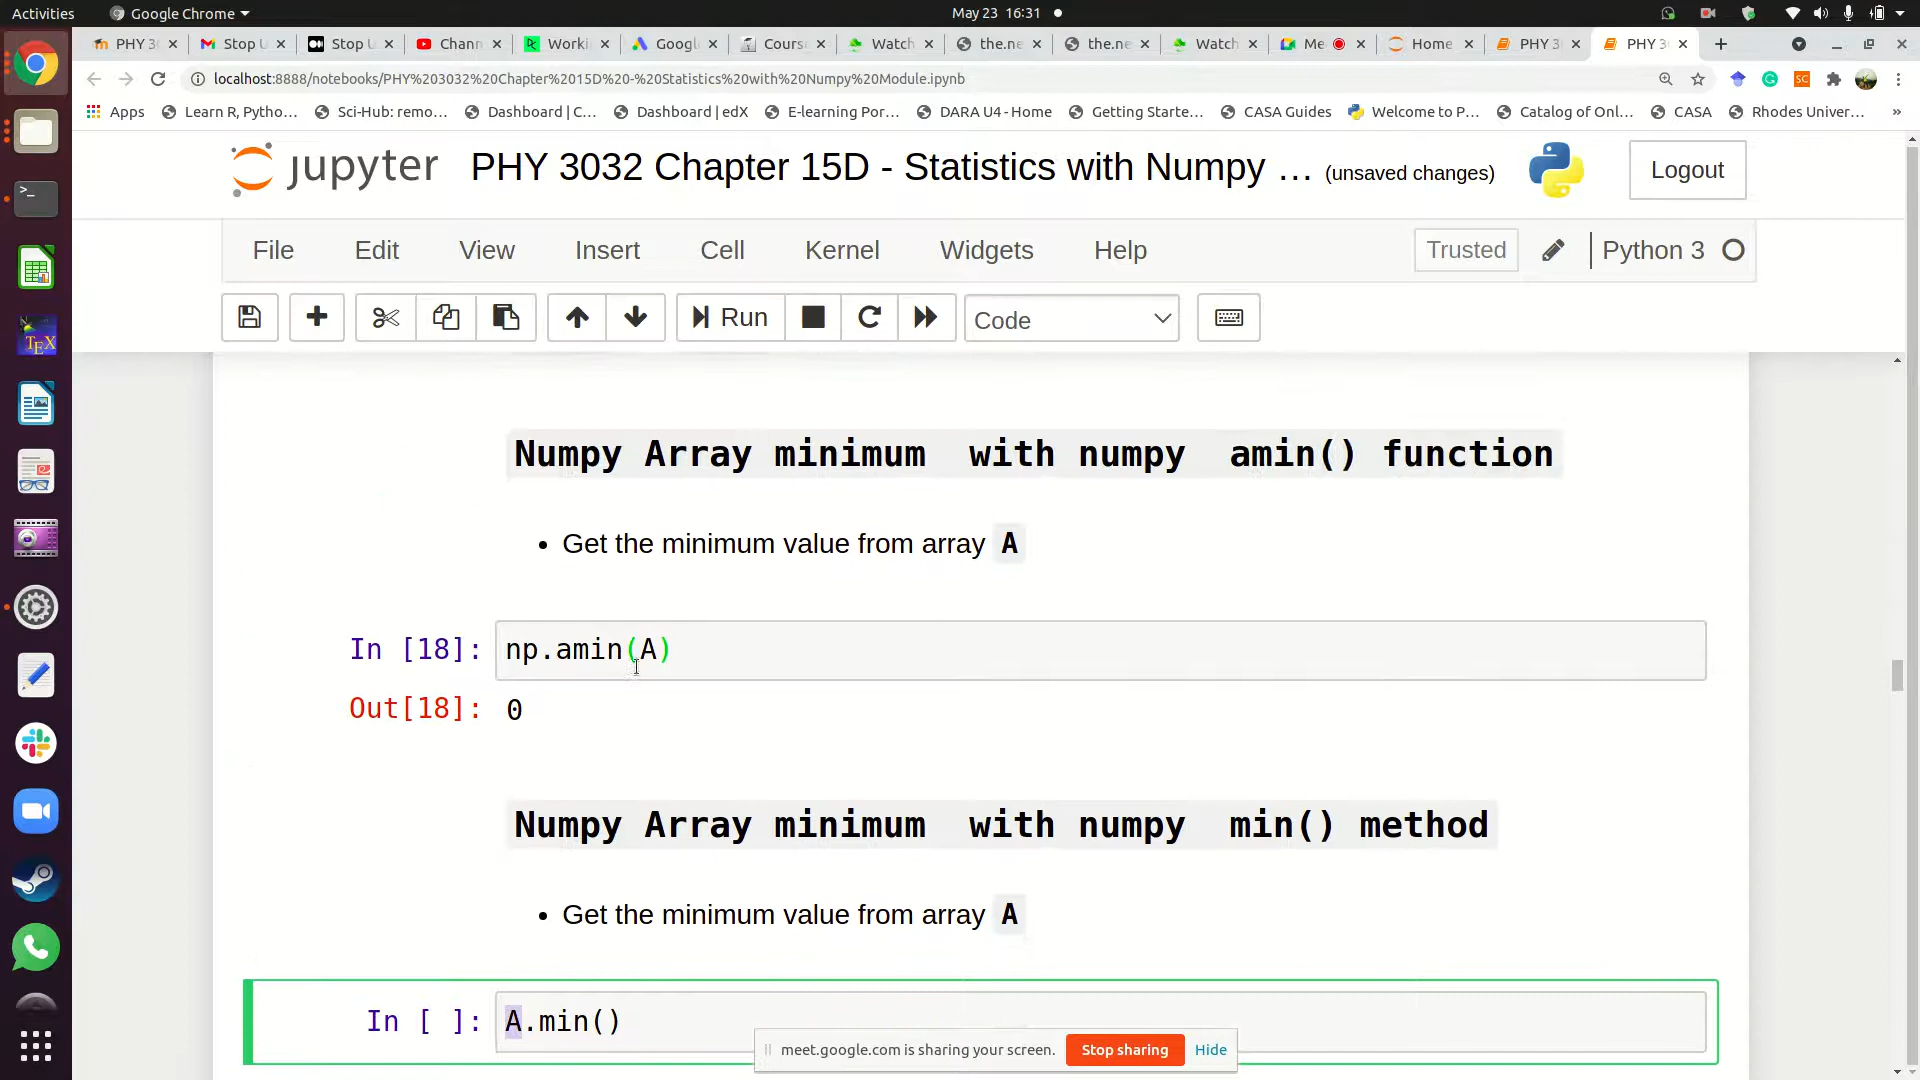 Activities Google Chrome May 23 16:31
PHY 3 Stop U Stop U Chann Worki Googl Cours Watch the.ne the.ne Watch Me Home PHY 3 PHY 3
localhost:8888/notebooks/PHY%203032%20Chapter%2015D%20-%20Statistics%20with%20Numpy%20Module.ipynb
Apps Learn R, Pytho... Sci-Hub: remo... Dashboard | C... Dashboard | edX E-learning Por... DARA U4 - Home Getting Starte... CASA Guides Welcome to P... Catalog of Onl... CASA Rhodes Univer... »
jupyter PHY 3032 Chapter 15D - Statistics with Numpy ... (unsaved changes) Logout
File Edit View Insert Cell Kernel Widgets Help Trusted Python 3
Run Code
Numpy Array minimum with numpy amin() function
• Get the minimum value from array A
In [18]: np.amin(A)
Out[18]: 0
Numpy Array minimum with numpy min() method
• Get the minimum value from array A
In [ ]: A.min()
meet.google.com is sharing your screen. Stop sharing Hide